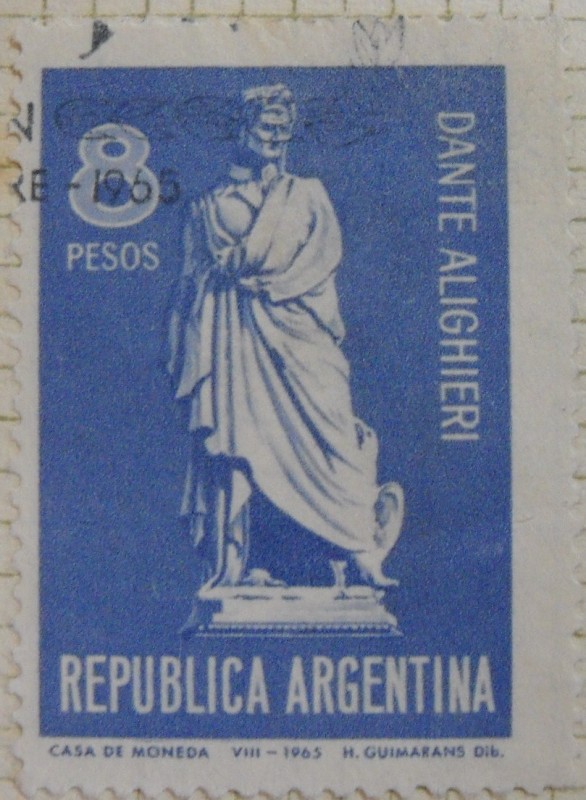 8
RE - 1965
PESOS
DANTE ALIGHIERI
REPUBLICA ARGENTINA
CASA DE MONEDA VIII - 1965 H. GUIMARANS Dib.